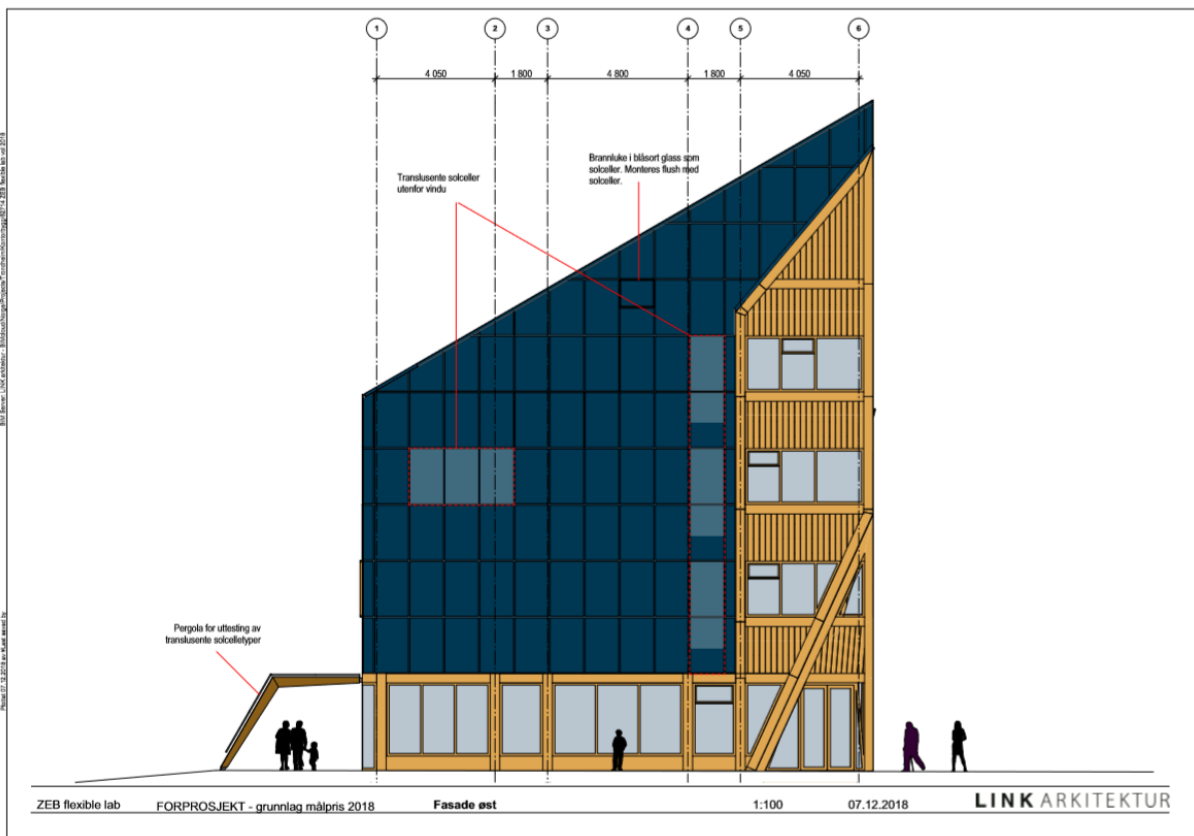 1 2 3 4 5 6
4 050 1 800 4 800 1 800 4 050
Translusente solceller
utenfor vindu
Brannluke i blåsort glass som
solceller. Monteres flush med
solceller.
Pergola for uttesting av
translusente solcelletyper
ZEB flexible lab FORPROSJEKT - grunnlag målpris 2018 Fasade øst 1:100 07.12.2018 LINK ARKITEKTUR